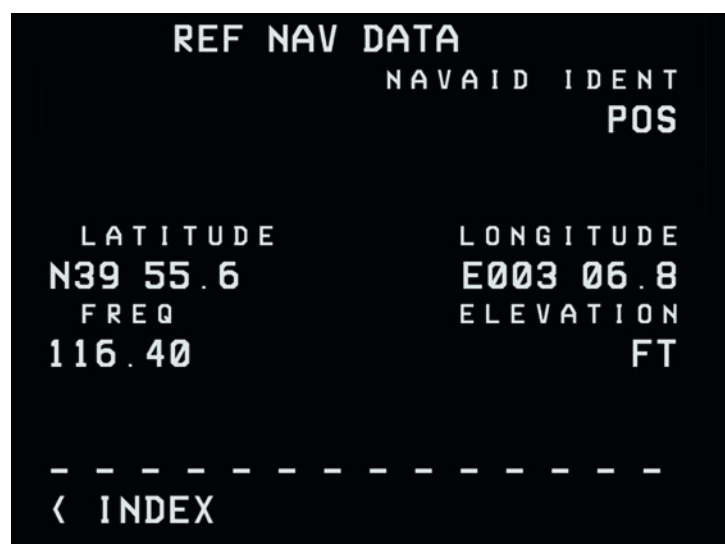 REF NAV DATA
NAVAID IDENT
POS
LATITUDE LONGITUDE
N39 55.6 E003 06.8
FREQ ELEVATION
116.40 FT
- - - - - - - - - - - - - -
< INDEX